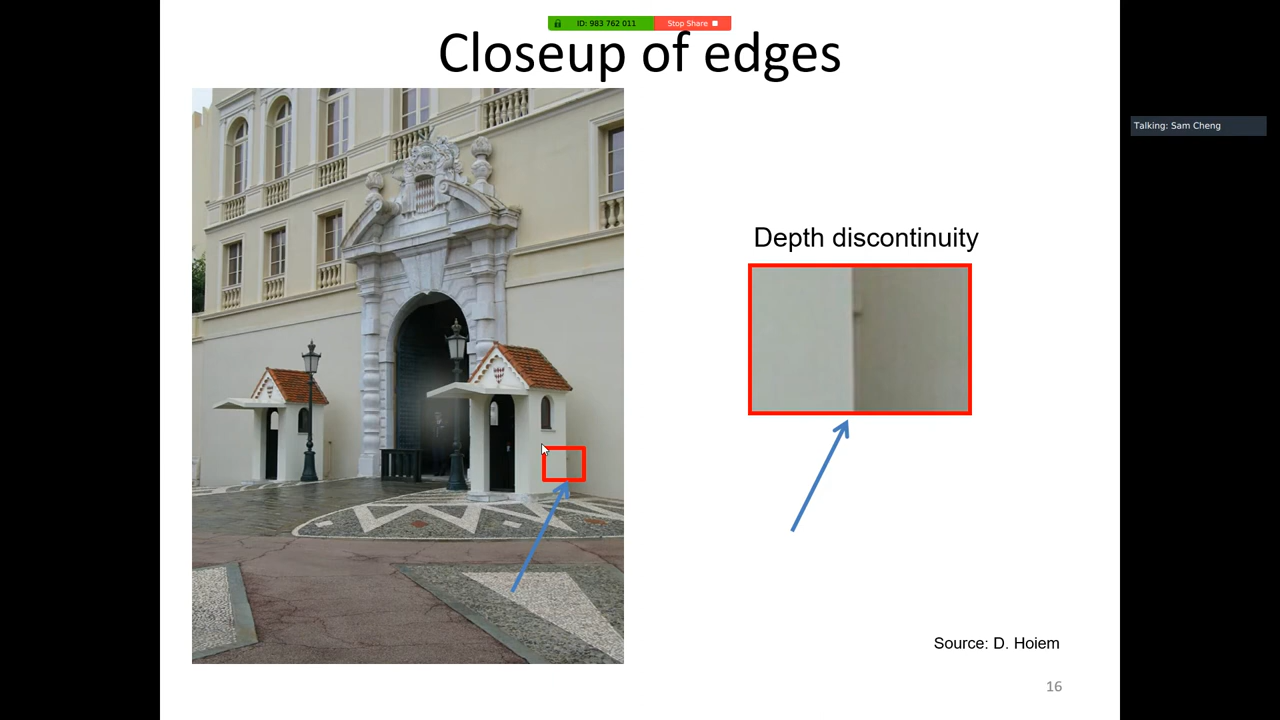 ID: 983 762 011
Stop Share
Closeup of edges
Talking: Sam Cheng
Depth discontinuity
Source: D. Hoiem
16